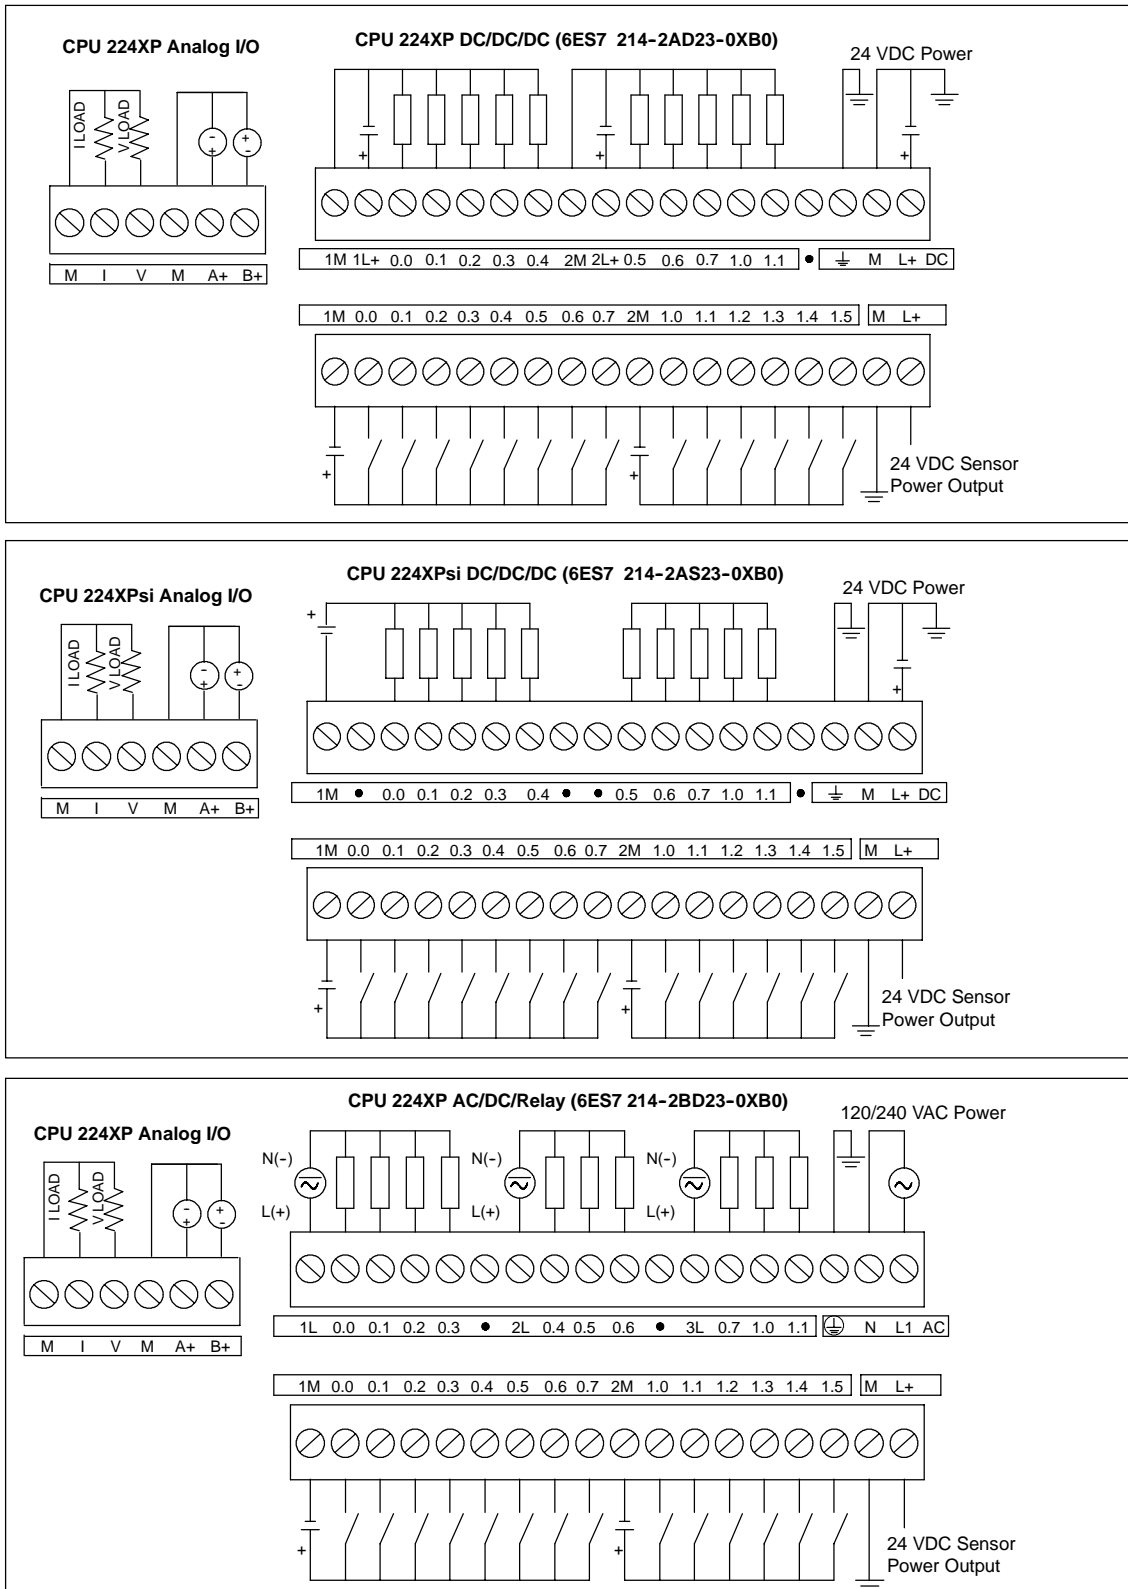 CPU 224XP Analog I/O
CPU 224XP DC/DC/DC (6ES7 214-2AD23-0XB0)
24 VDC Power
I LOAD
V LOAD
- +
+ -
+
+
+
M I V M A+ B+
1M 1L+ 0.0 0.1 0.2 0.3 0.4 2M 2L+ 0.5 0.6 0.7 1.0 1.1 • M L+ DC
1M 0.0 0.1 0.2 0.3 0.4 0.5 0.6 0.7 2M 1.0 1.1 1.2 1.3 1.4 1.5 M L+
+
+
24 VDC Sensor
Power Output
CPU 224XPsi Analog I/O
CPU 224XPsi DC/DC/DC (6ES7 214-2AS23-0XB0)
24 VDC Power
I LOAD
V LOAD
- +
+ -
+
+
M I V M A+ B+
1M • 0.0 0.1 0.2 0.3 0.4 • • 0.5 0.6 0.7 1.0 1.1 • M L+ DC
1M 0.0 0.1 0.2 0.3 0.4 0.5 0.6 0.7 2M 1.0 1.1 1.2 1.3 1.4 1.5 M L+
+
+
24 VDC Sensor
Power Output
CPU 224XP Analog I/O
CPU 224XP AC/DC/Relay (6ES7 214-2BD23-0XB0)
120/240 VAC Power
I LOAD
V LOAD
- +
+ -
N(-)
N(-)
N(-)
L(+)
L(+)
L(+)
M I V M A+ B+
1L 0.0 0.1 0.2 0.3 • 2L 0.4 0.5 0.6 • 3L 0.7 1.0 1.1 N L1 AC
1M 0.0 0.1 0.2 0.3 0.4 0.5 0.6 0.7 2M 1.0 1.1 1.2 1.3 1.4 1.5 M L+
+
+
24 VDC Sensor
Power Output